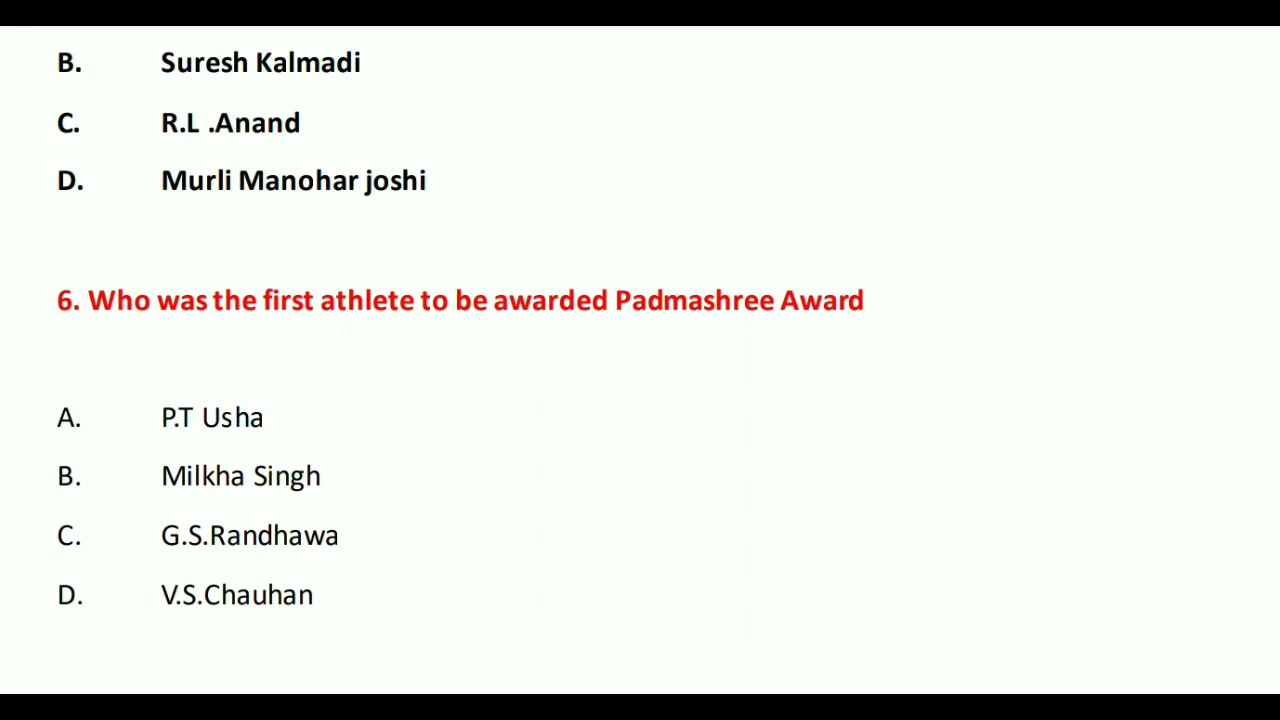 B. Suresh Kalmadi
C. R.L .Anand
D. Murli Manohar joshi
6. Who was the first athlete to be awarded Padmashree Award
A. P.T Usha
B. Milkha Singh
C. G.S.Randhawa
D. V.S.Chauhan